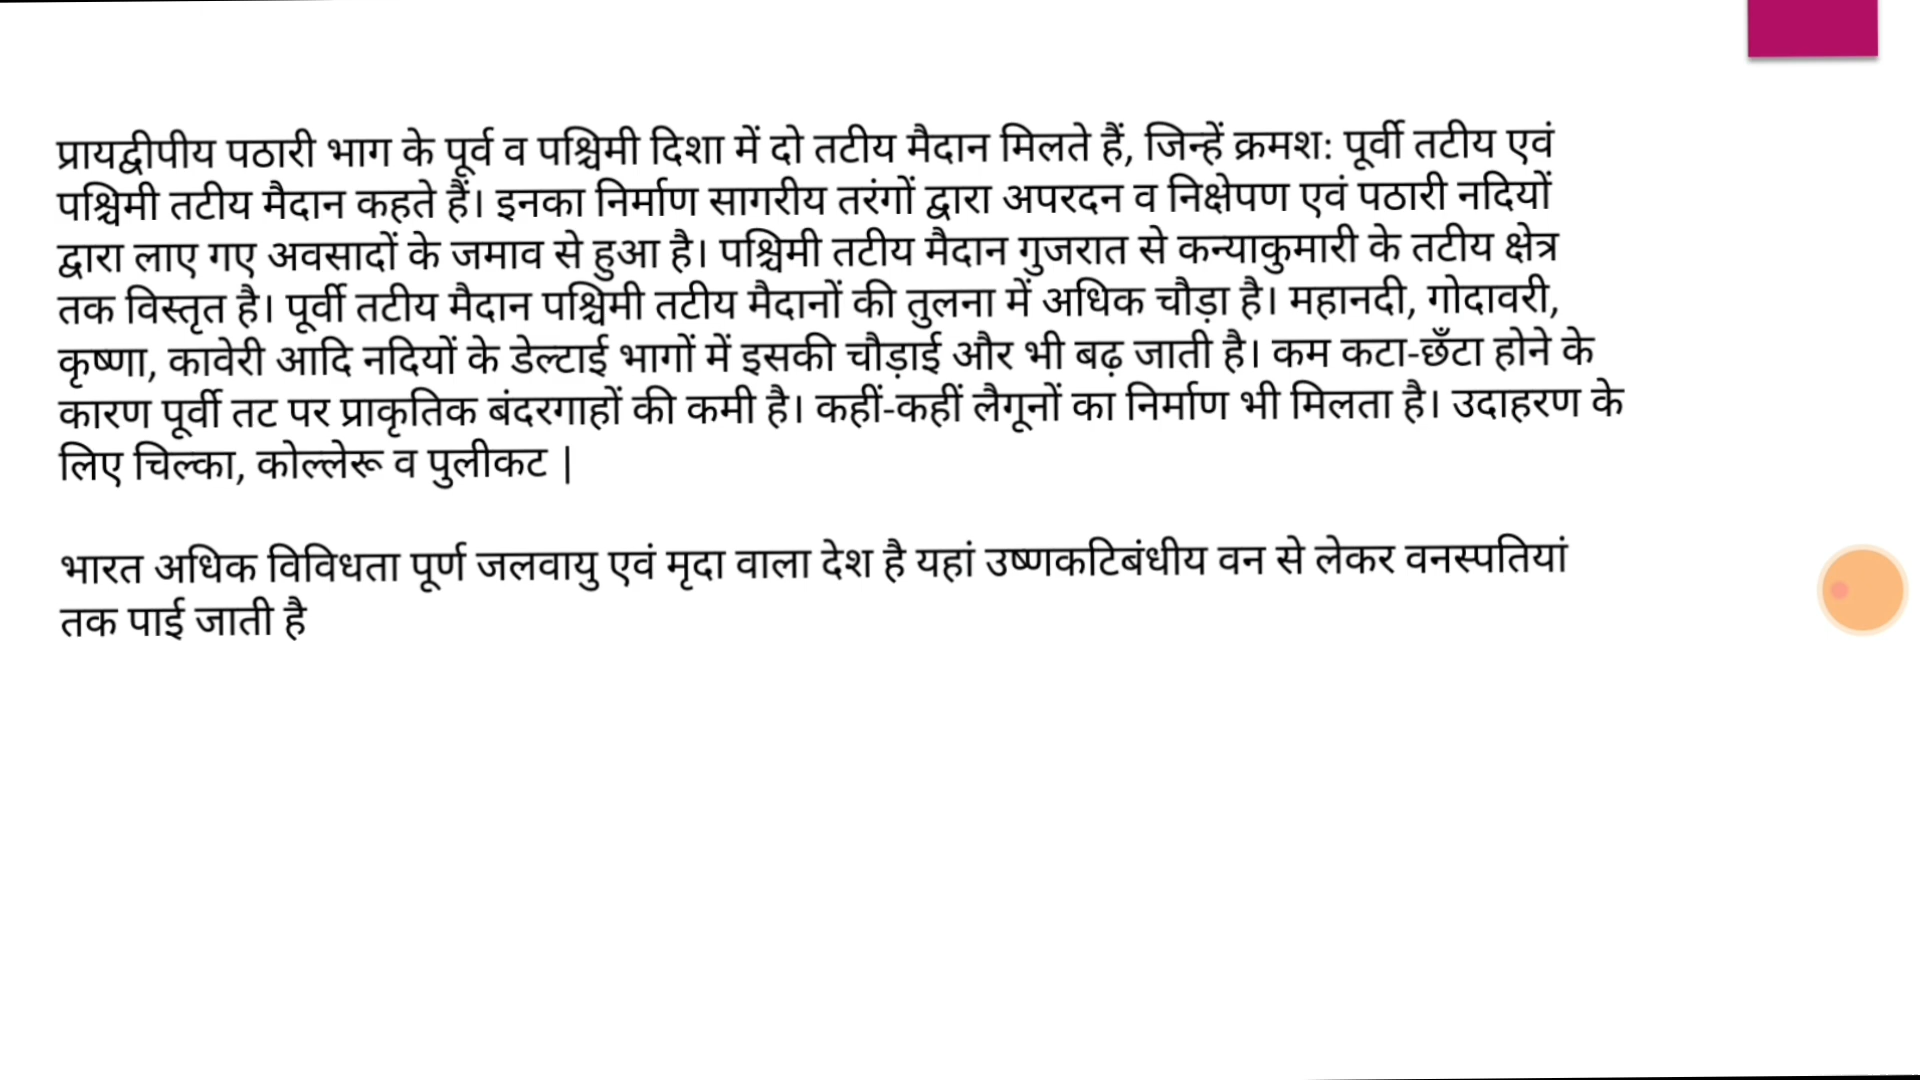 प्रायद्वीपीय पठारी भाग के पूर्व व पश्चिमी दिशा में दो तटीय मैदान मिलते हैं, जिन्हें क्रमश: पूर्वी तटीय एवं
पश्चिमी तटीय मैदान कहते हैं। इनका निर्माण सागरीय तरंगों द्वारा अपरदन व निक्षेपण एवं पठारी नदियों
द्वारा लाए गए अवसादों के जमाव से हुआ है। पश्चिमी तटीय मैदान गुजरात से कन्याकुमारी के तटीय क्षेत्र
तक विस्तृत है। पूर्वी तटीय मैदान पश्चिमी तटीय मैदानों की तुलना में अधिक चौड़ा है। महानदी, गोदावरी,
कृष्णा, कावेरी आदि नदियों के डेल्टाई भागों में इसकी चौड़ाई और भी बढ़ जाती है। कम कटा-छँटा होने के
कारण पूर्वी तट पर प्राकृतिक बंदरगाहों की कमी है। कहीं-कहीं लैगूनों का निर्माण भी मिलता है। उदाहरण के
लिए चिल्का, कोल्लेरू व पुलीकट |
भारत अधिक विविधता पूर्ण जलवायु एवं मृदा वाला देश है यहां उष्णकटिबंधीय वन से लेकर वनस्पतियां
तक पाई जाती है